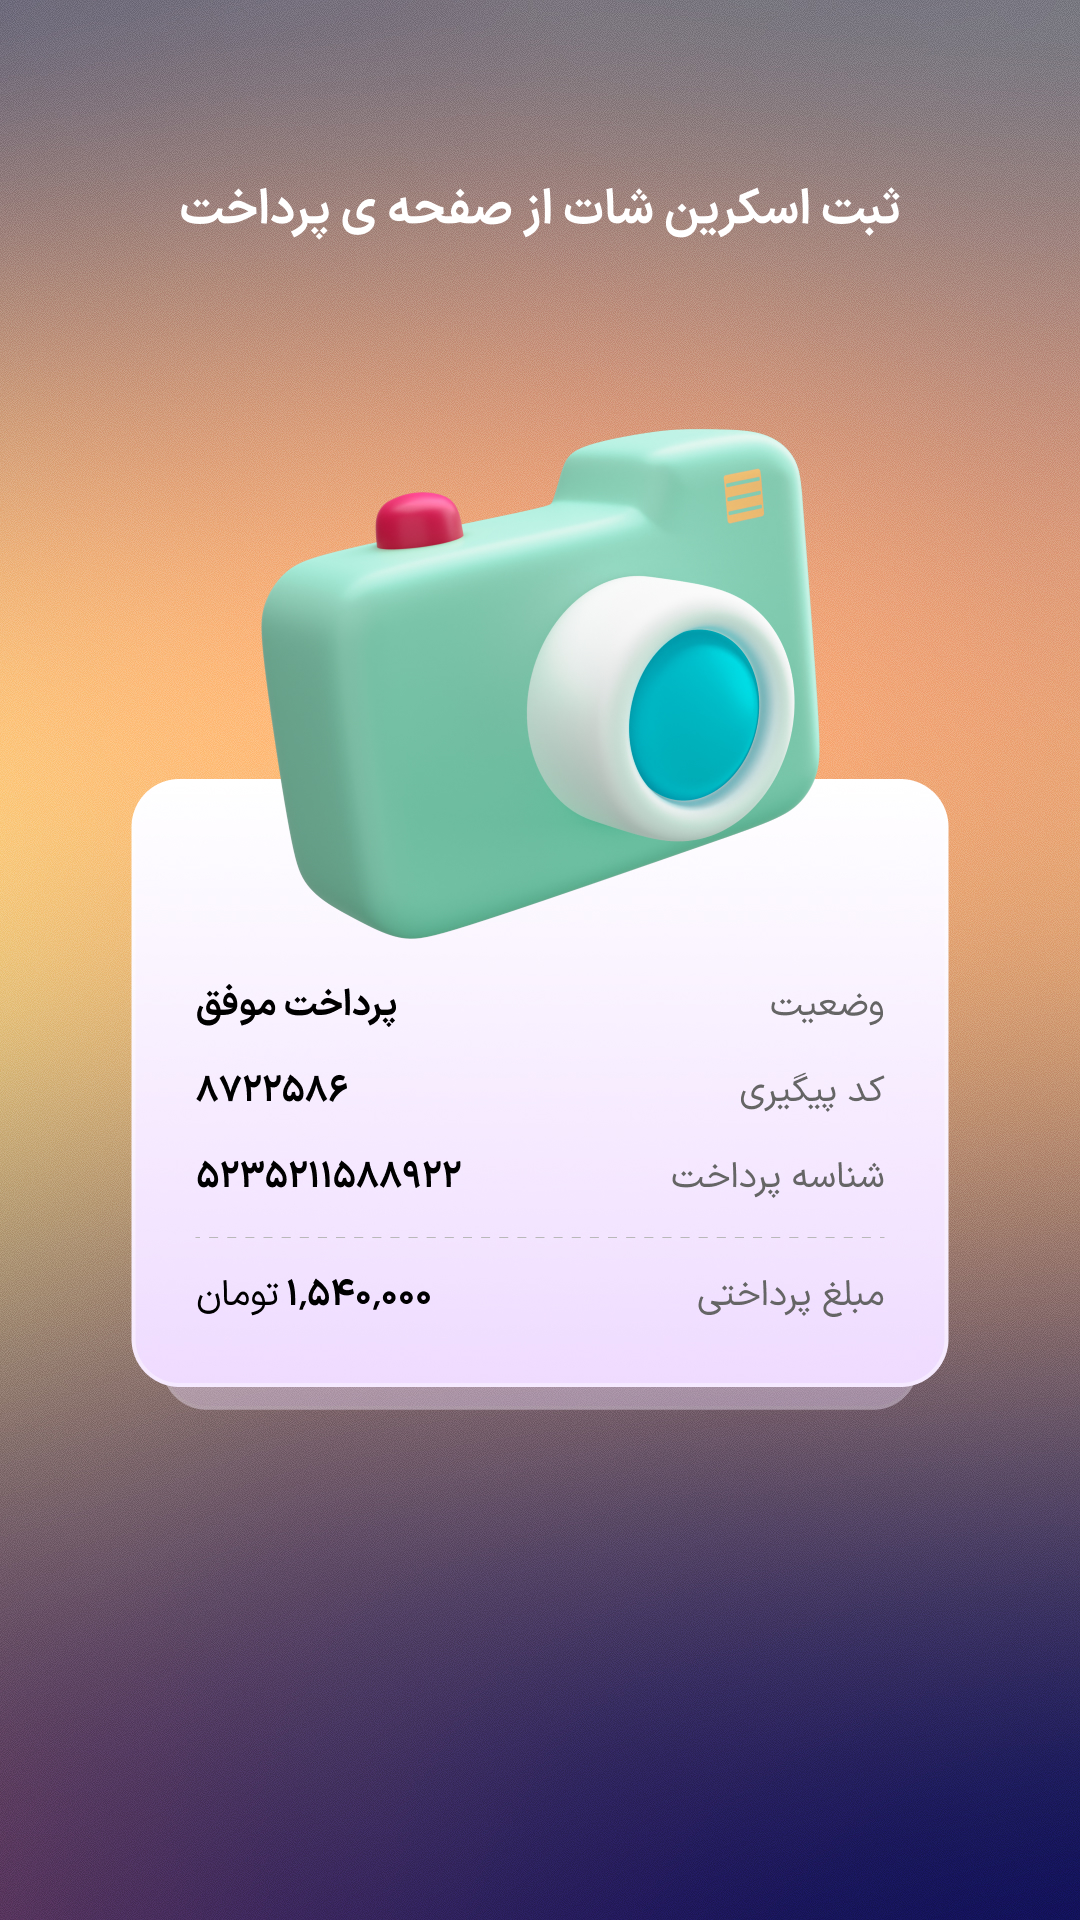 ثبت اسکرین شات از صفحه ی پرداخت
وضعیت پرداخت موفق
کد پیگیری ۸۷۲۲۵۸۶
شناسه پرداخت ۵۲۳۵۲۱۱۵۸۸۹۲۲
مبلغ پرداختی ۱,۵۴۰,۰۰۰ تومان